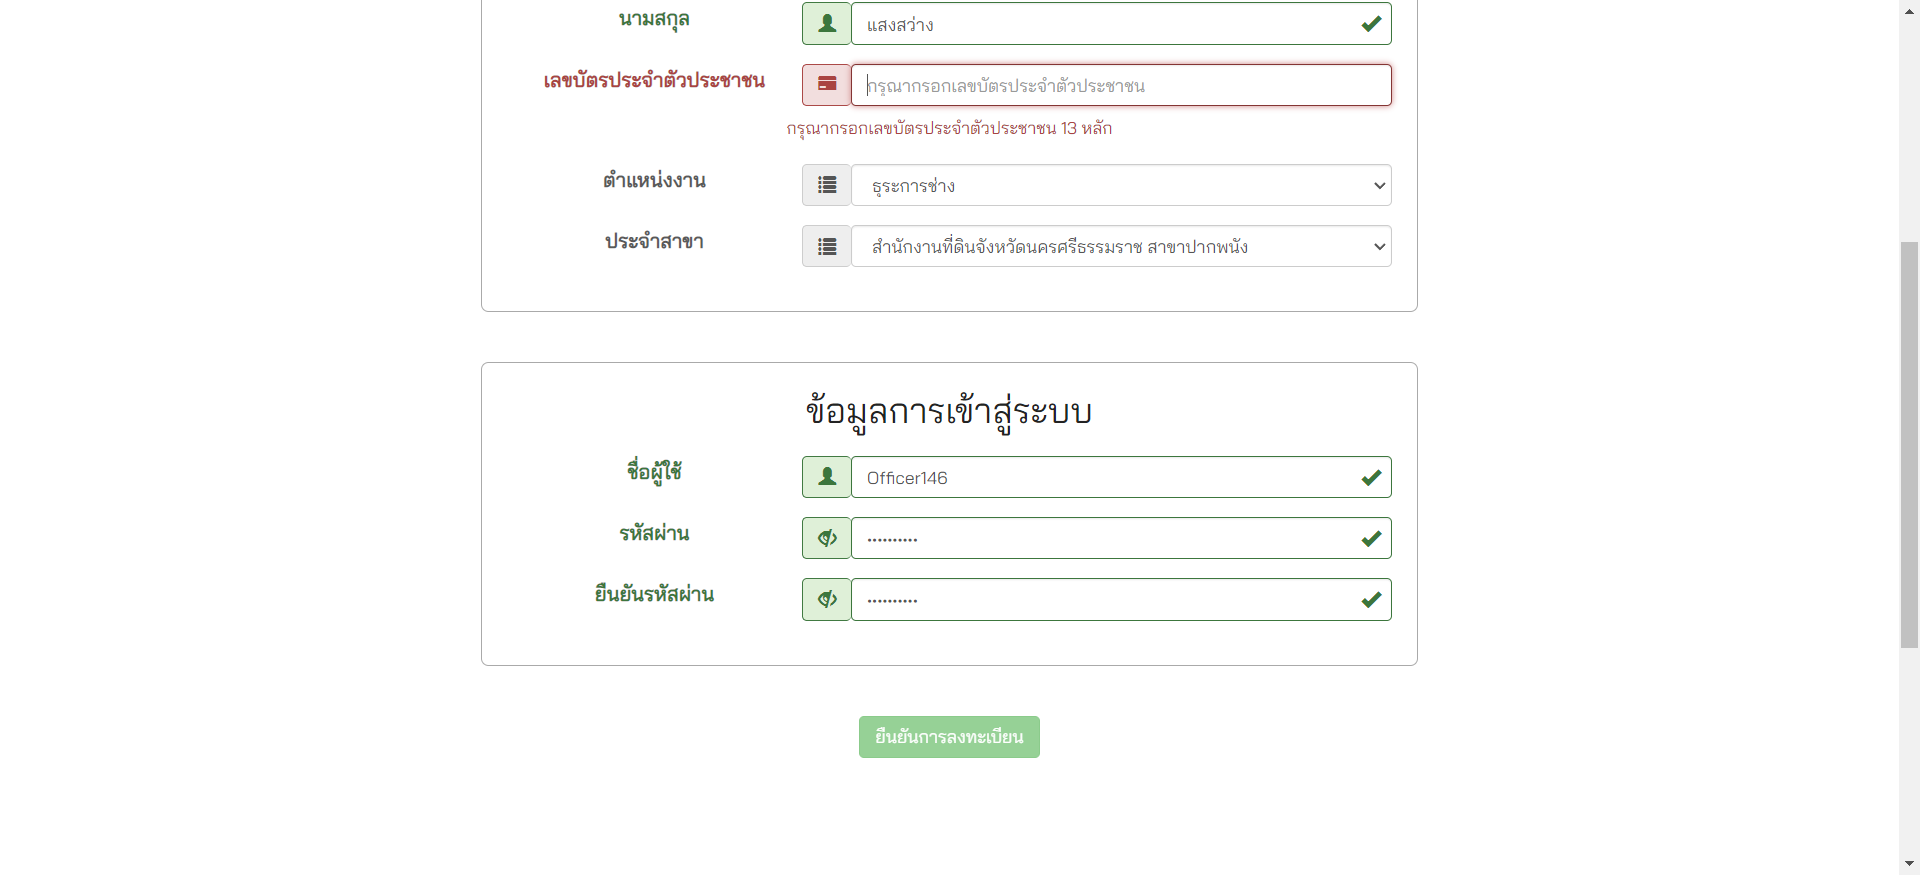 นามสกุล
แสงสว่าง
เลขบัตรประจำตัวประชาชน
กรุณากรอกเลขบัตรประจำตัวประชาชน
กรุณากรอกเลขบัตรประจำตัวประชาชน 13 หลัก
ตำแหน่งงาน
ธุระการช่าง
ประจำสาขา
สำนักงานที่ดินจังหวัดนครศรีธรรมราช สาขาปากพนัง
ข้อมูลการเข้าสู่ระบบ
ชื่อผู้ใช้
Officer146
รหัสผ่าน
••••••••••
ยืนยันรหัสผ่าน
••••••••••
ยืนยันการลงทะเบียน